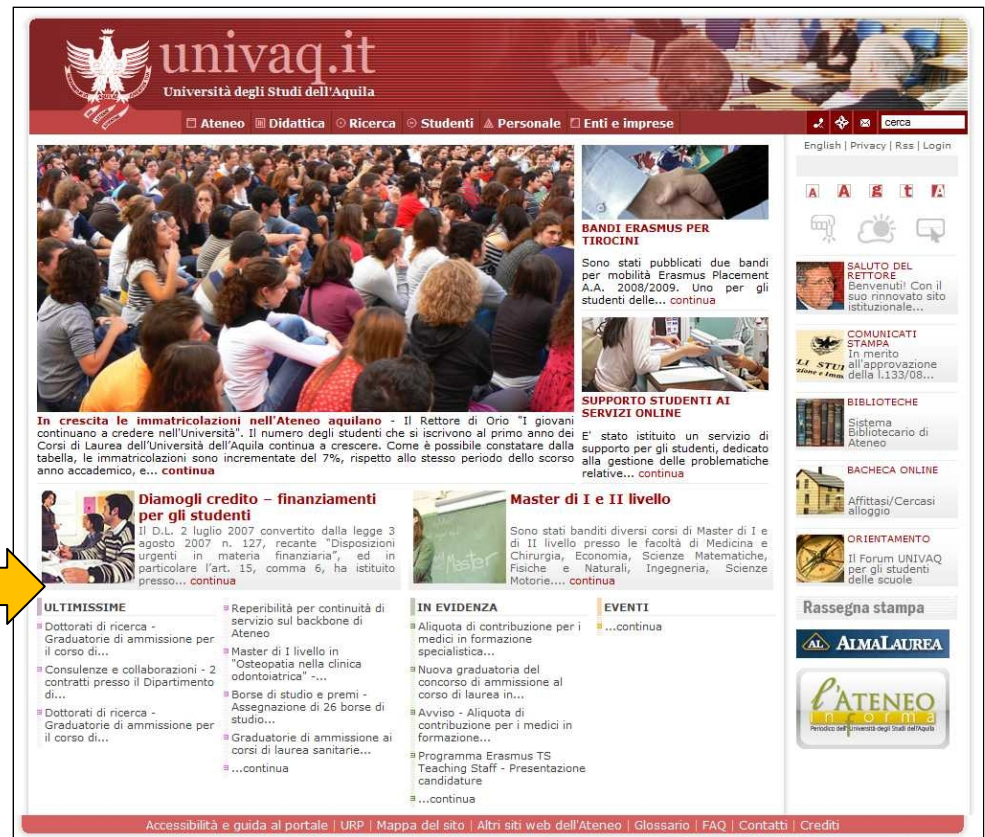 univaq.it
Università degli Studi dell'Aquila
Ateneo Didattica Ricerca Studenti Personale Enti e imprese
cerca
English | Privacy | Rss | Login
A A g t A
BANDI ERASMUS PER
TIROCINI
Sono stati pubblicati due bandi
per mobilità Erasmus Placement
A.A. 2008/2009. Uno per gli
studenti delle... continua
SUPPORTO STUDENTI AI
SERVIZI ONLINE
E' stato istituito un servizio di
supporto per gli studenti, dedicato
alla gestione delle problematiche
relative... continua
In crescita le immatricolazioni nell'Ateneo aquilano - Il Rettore di Orio "I giovani
continuano a credere nell'Università". Il numero degli studenti che si iscrivono al primo anno dei
Corsi di Laurea dell'Università dell'Aquila continua a crescere. Come è possibile constatare dalla
tabella, le immatricolazioni sono incrementate del 7%, rispetto allo stesso periodo dello scorso
anno accademico, e... continua
Diamogli credito – finanziamenti
per gli studenti
Il D.L. 2 luglio 2007 convertito dalla legge 3
agosto 2007 n. 127, recante "Disposizioni
urgenti in materia finanziaria", ed in
particolare l'art. 15, comma 6, ha istituito
presso... continua
Master
Master di I e II livello
Sono stati banditi diversi corsi di Master di I e
di II livello presso le facoltà di Medicina e
Chirurgia, Economia, Scienze Matematiche,
Fisiche e Naturali, Ingegneria, Scienze
Motorie.... continua
ULTIMISSIME
Dottorati di ricerca -
Graduatorie di ammissione per
il corso di...
Consulenze e collaborazioni - 2
contratti presso il Dipartimento
di...
Dottorati di ricerca -
Graduatorie di ammissione per
il corso di...
Reperibilità per continuità di
servizio sul backbone di
Ateneo
Master di I livello in
"Osteopatia nella clinica
odontoiatrica" -...
Borse di studio e premi -
Assegnazione di 26 borse di
studio...
Graduatorie di ammissione ai
corsi di laurea sanitarie...
...continua
IN EVIDENZA
Aliquota di contribuzione per i
medici in formazione
specialistica...
Nuova graduatoria del
concorso di ammissione al
corso di laurea in...
Avviso - Aliquota di
contribuzione per i medici in
formazione...
Programma Erasmus TS
Teaching Staff - Presentazione
candidature
...continua
EVENTI
...continua
SALUTO DEL
RETTORE
Benvenuti! Con il
suo rinnovato sito
istituzionale...
COMUNICATI
STAMPA
In merito
all'approvazione
della l.133/08...
BIBLIOTECHE
Sistema
Bibliotecario di
Ateneo
BACHECA ONLINE
Affittasi/Cercasi
alloggio
ORIENTAMENTO
Il Forum UNIVAQ
per gli studenti
delle scuole
Rassegna stampa
AL ALMALAUREA
l'ATENEO
informa
Periodico dell'Università degli Studi dell'Aquila
Accessibilità e guida al portale | URP | Mappa del sito | Altri siti web dell'Ateneo | Glossario | FAQ | Contatti | Crediti